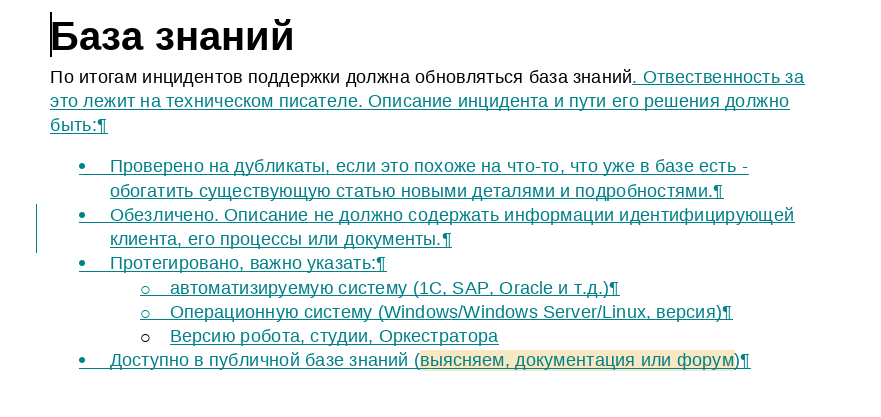 База знаний
По итогам инцидентов поддержки должна обновляться база знаний. Отвественность за
это лежит на техническом писателе. Описание инцидента и пути его решения должно
быть:¶
• Проверено на дубликаты, если это похоже на что-то, что уже в базе есть -
обогатить существующую статью новыми деталями и подробностями.¶
• Обезличено. Описание не должно содержать информации идентифицирующей
клиента, его процессы или документы.¶
• Протегировано, важно указать:¶
○ автоматизируемую систему (1С, SAP, Oracle и т.д.)¶
○ Операционную систему (Windows/Windows Server/Linux, версия)¶
○ Версию робота, студии, Оркестратора
• Доступно в публичной базе знаний (выясняем, документация или форум)¶